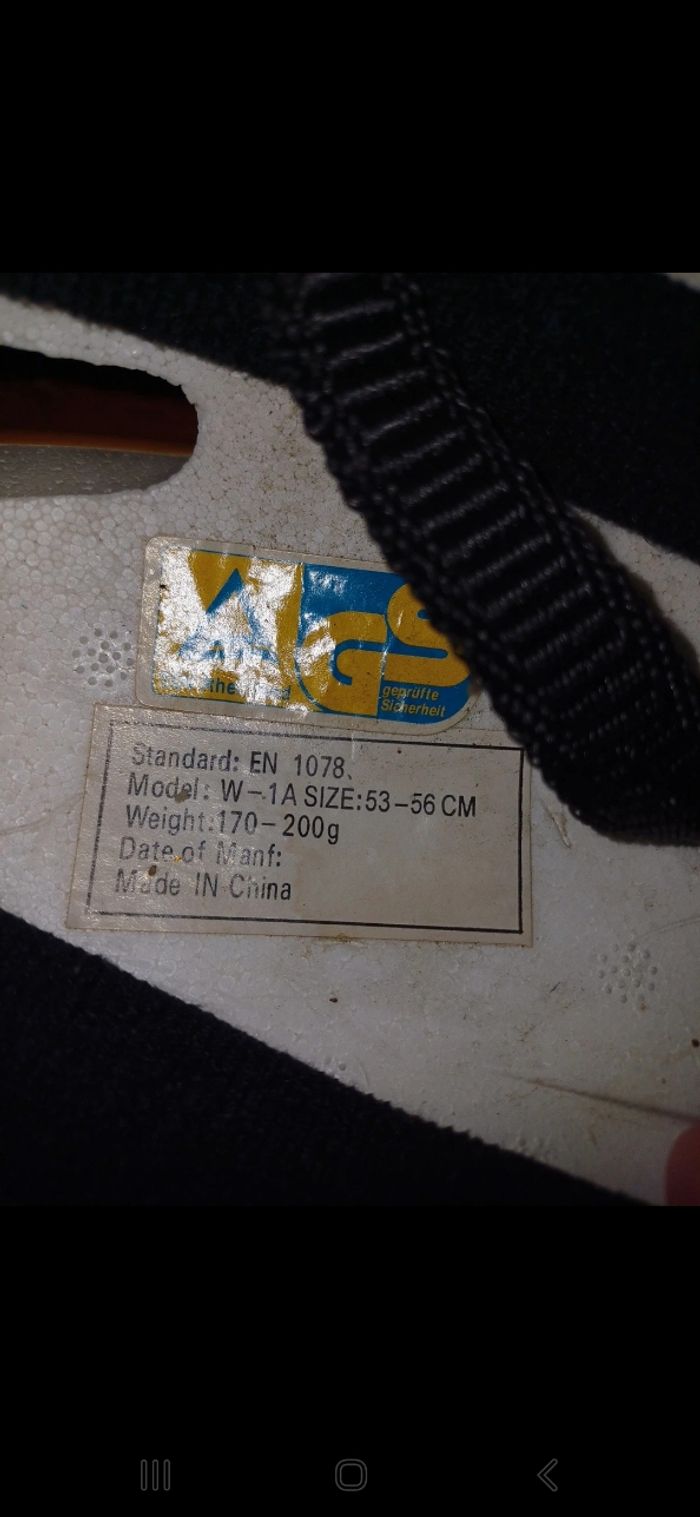 GS
geprüfte
Sicherheit
Standard: EN 1078、
Model: W-1A SIZE:53-56 CM
Weight:170-200g
Date of Manf:
Made IN China